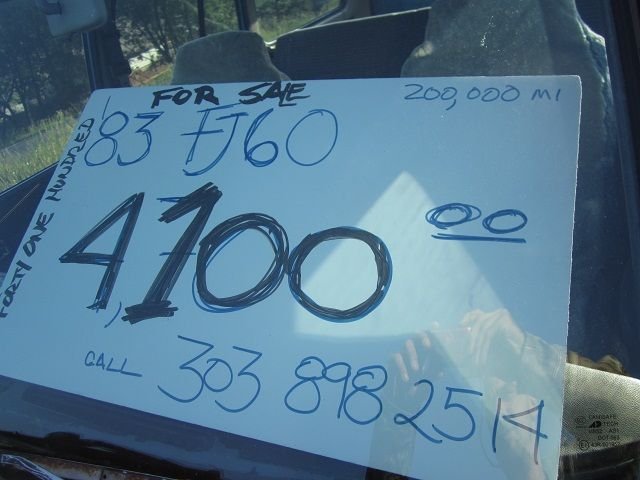 FOR SALE
200,000 MI
'83 FJ60
FORTY ONE HUNDRED
4,100 00
CALL 303 898 2514